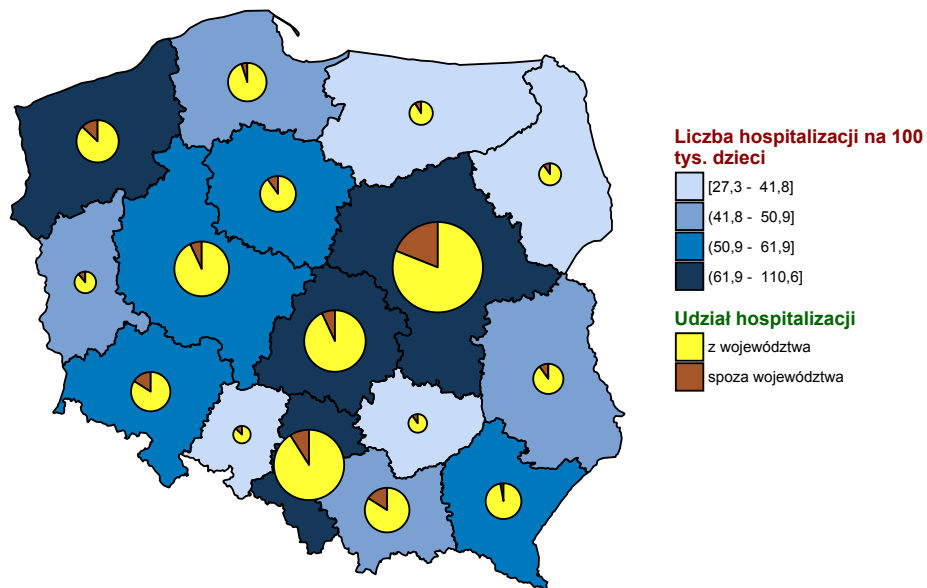 Liczba hospitalizacji na 100
tys. dzieci
[27,3 - 41,8]
(41,8 - 50,9]
(50,9 - 61,9]
(61,9 - 110,6]
Udział hospitalizacji
z województwa
spoza województwa